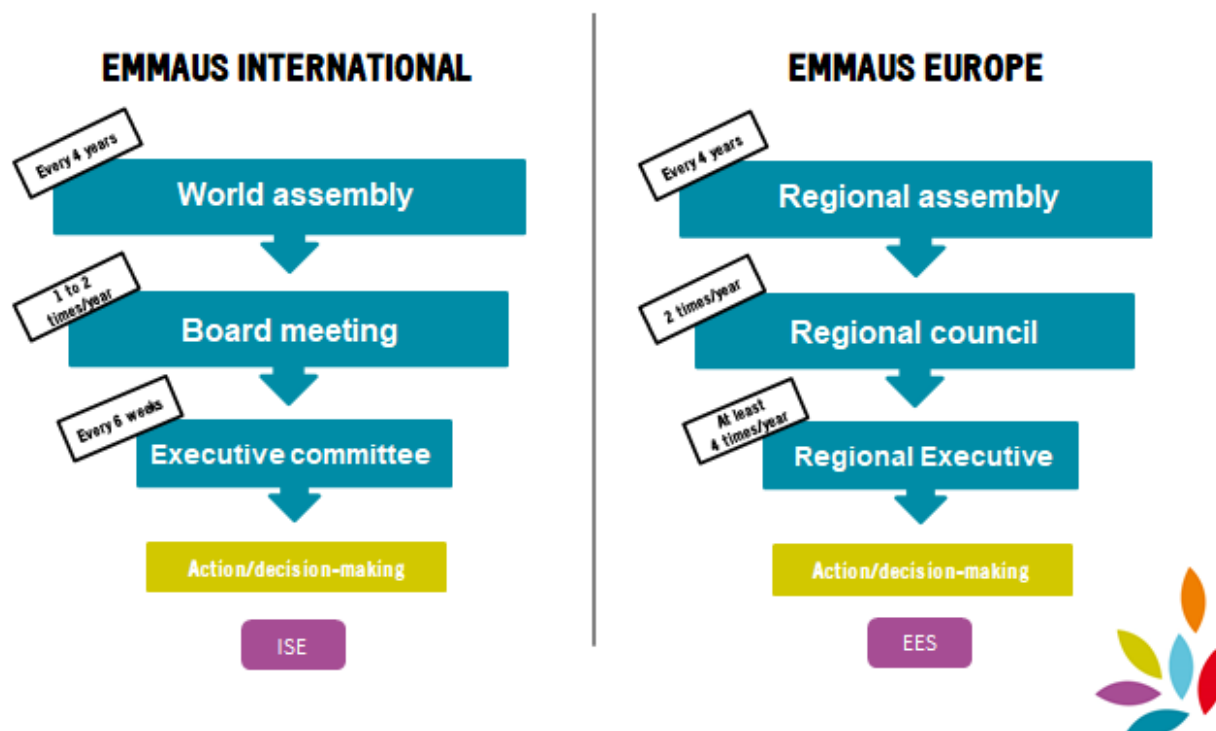 EMMAUS INTERNATIONAL
Every 4 years
World assembly
1 to 2
times/year
Board meeting
Every 6 weeks
Executive committee
Action/decision-making
ISE
EMMAUS EUROPE
Every 4 years
Regional assembly
2 times/year
Regional council
At least
4 times/year
Regional Executive
Action/decision-making
EES